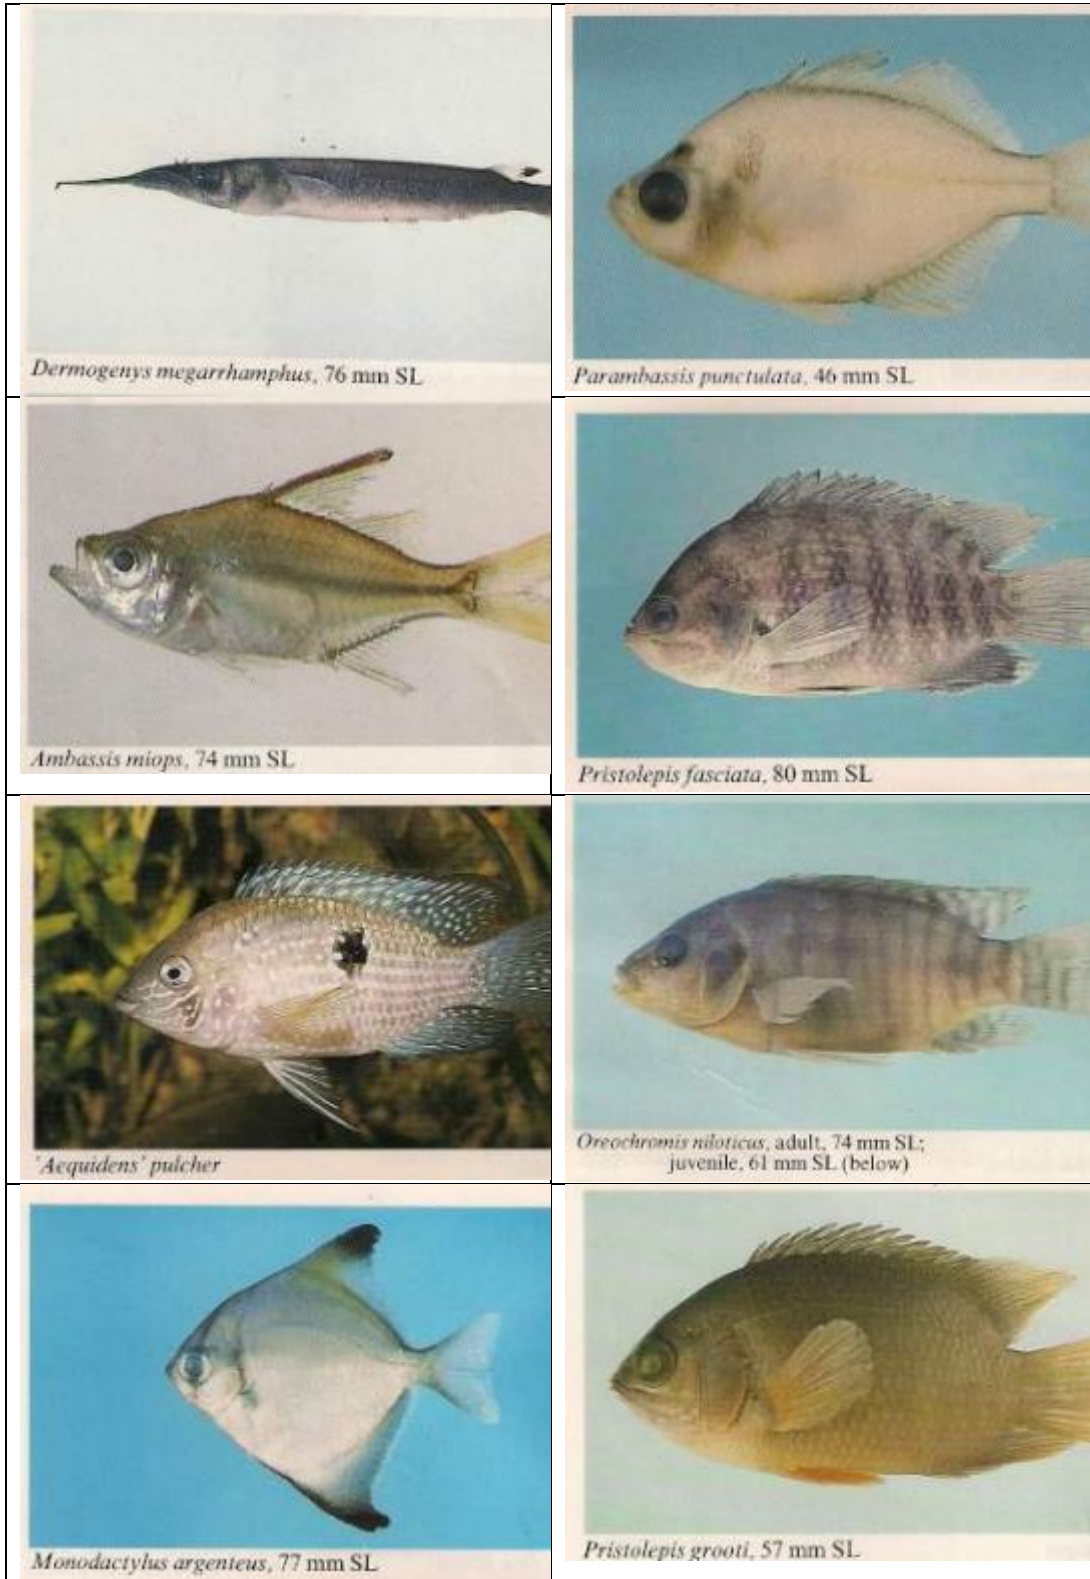 Dermogenys megarrhamphus, 76 mm SL
Parambassis punctulata, 46 mm SL
Ambassis miops, 74 mm SL
Pristolepis fasciata, 80 mm SL
'Aequidens' pulcher
Oreochromis niloticus, adult, 74 mm SL;
juvenile, 61 mm SL (below)
Monodactylus argenteus, 77 mm SL
Pristolepis grooti, 57 mm SL